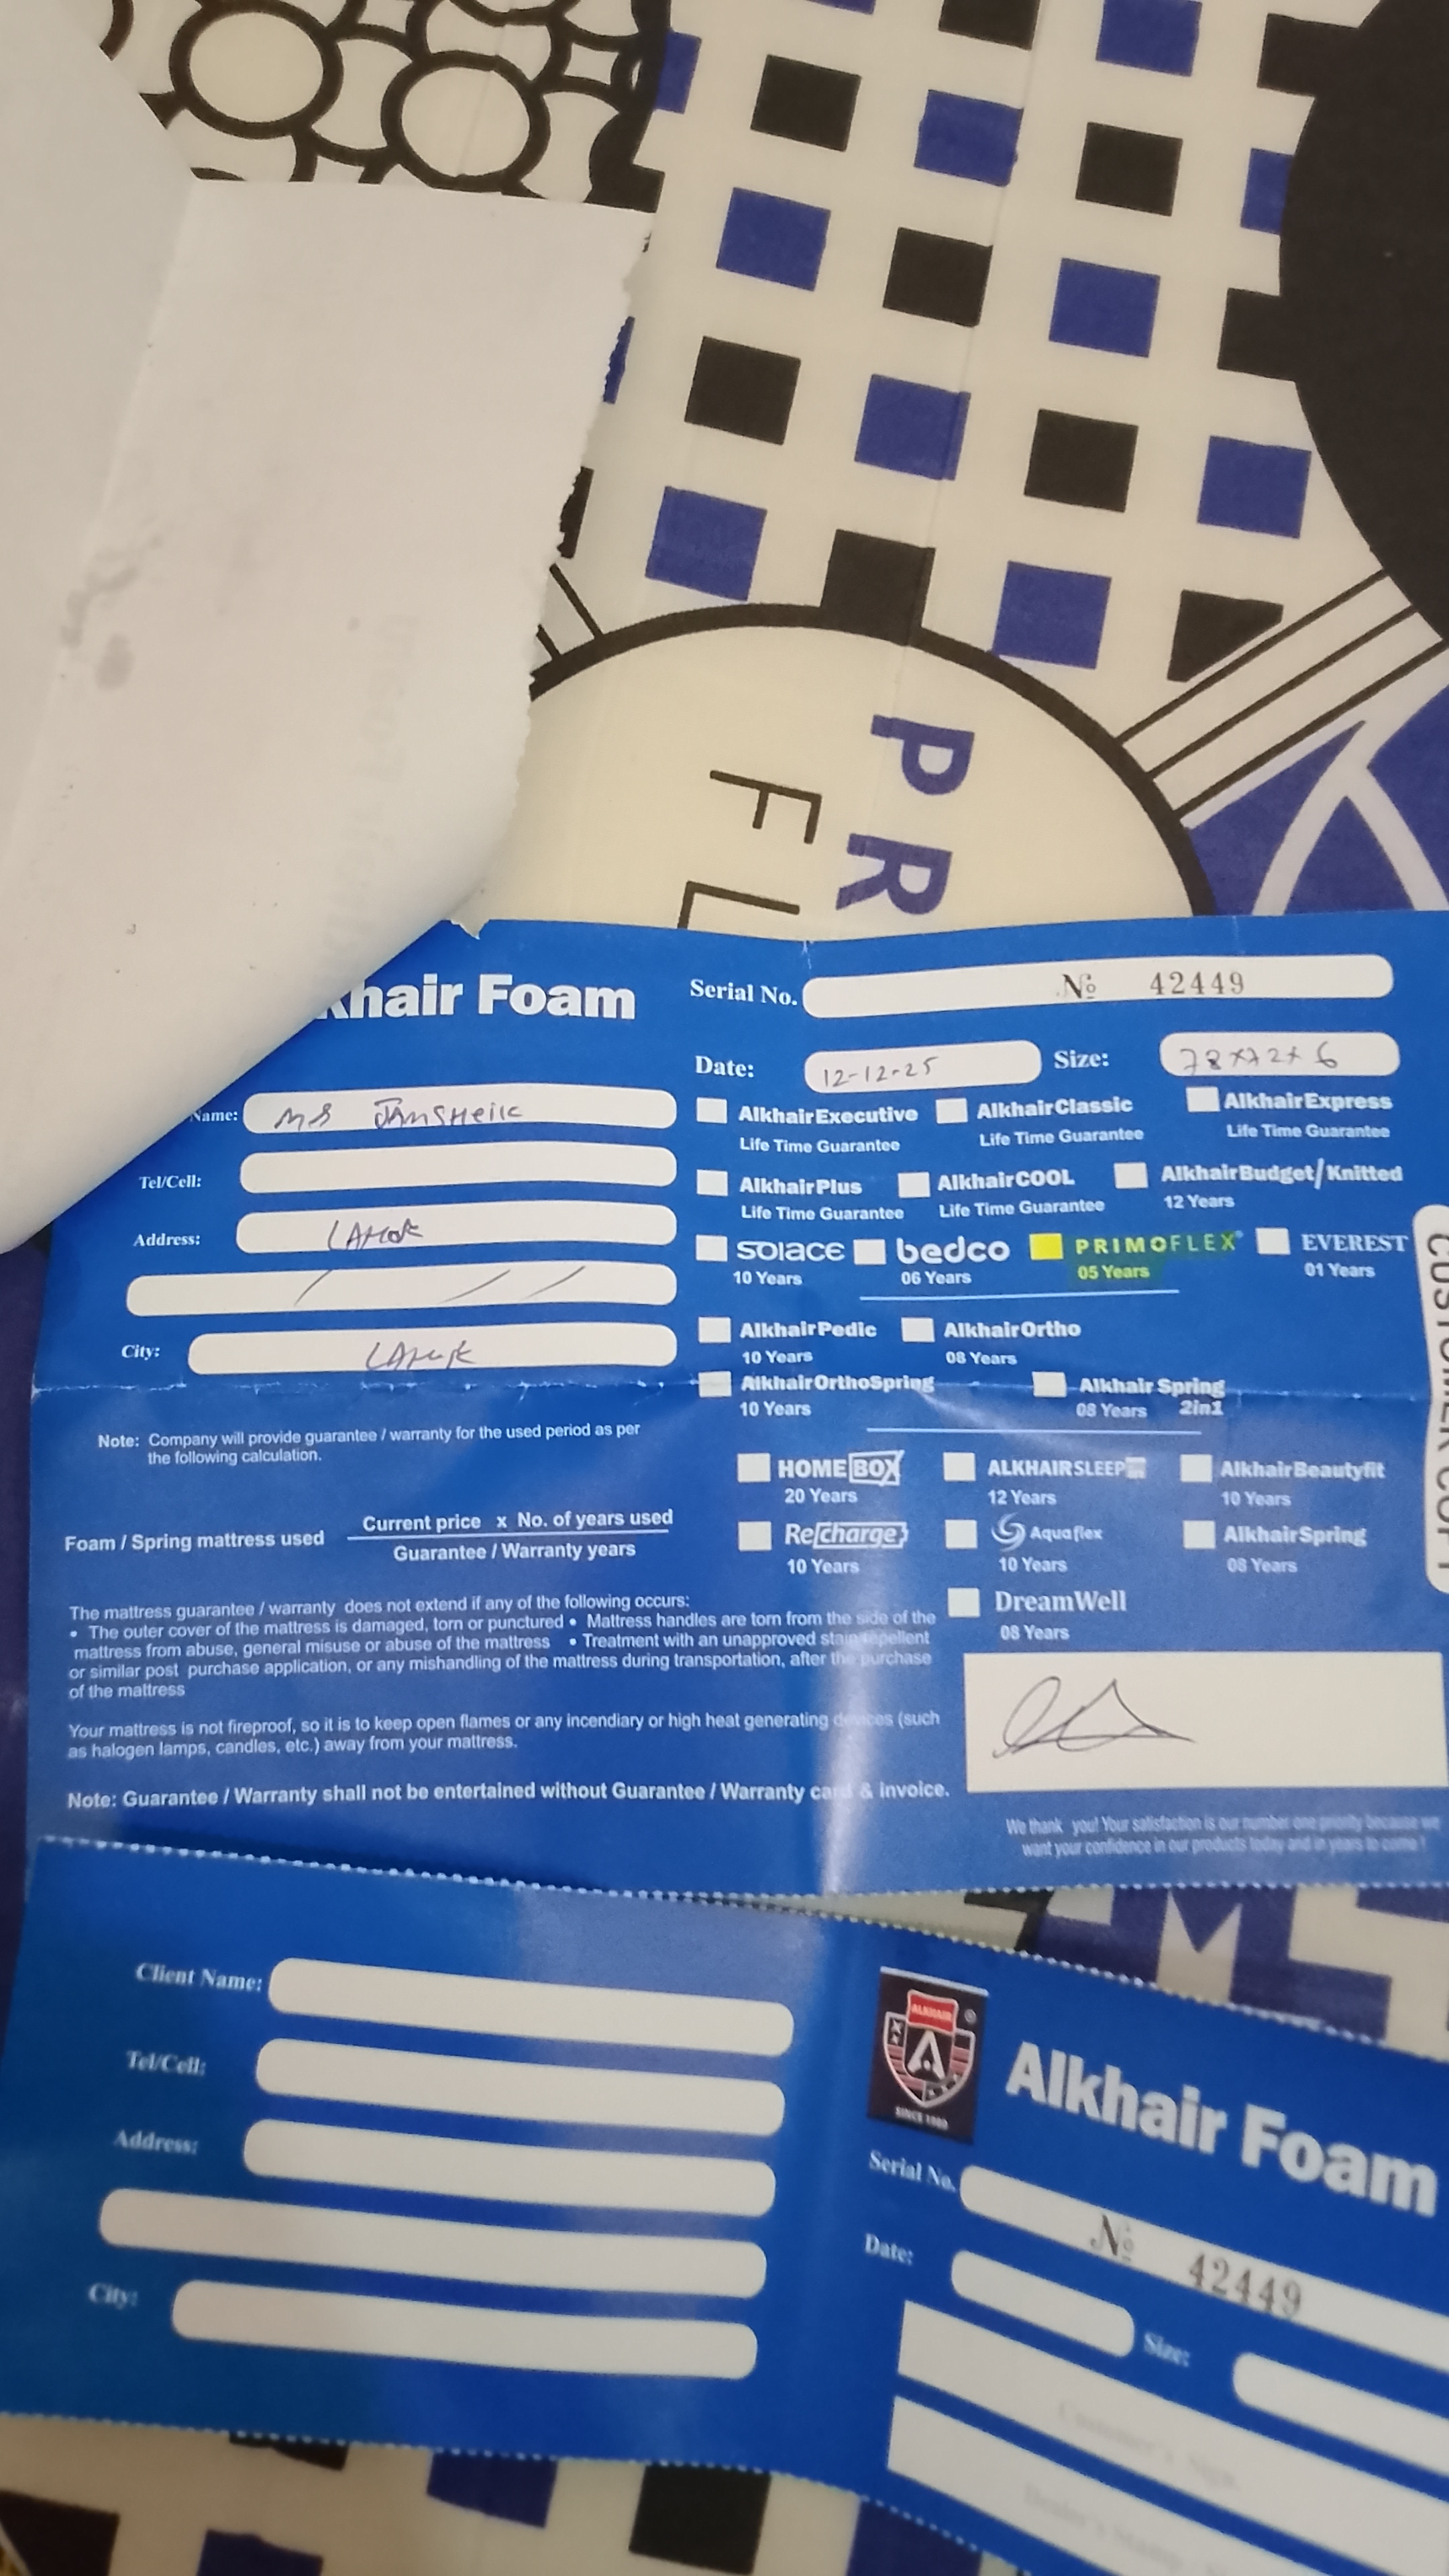 PR
FL
khair Foam
Serial No. № 42449
Date: 12-12-25 Size: 78x72x6
Name: MS
Tel/Cell:
Address:
City:
AlkhairExecutive
Life Time Guarantee
AlkhairClassic
Life Time Guarantee
AlkhairExpress
Life Time Guarantee
AlkhairPlus
Life Time Guarantee
AlkhairCOOL
Life Time Guarantee
AlkhairBudget/Knitted
12 Years
SOLACE
10 Years
bedco
06 Years
PRIMOFLEX®
05 Years
EVEREST
01 Years
AlkhairPedic
10 Years
AlkhairOrtho
08 Years
AlkhairOrthoSpring
10 Years
Alkhair Spring
08 Years 2in1
HOME BOX
20 Years
ALKHAIRSLEEP
12 Years
AlkhairBeautyfit
10 Years
Recharge
10 Years
Aquaflex
10 Years
AlkhairSpring
08 Years
DreamWell
08 Years
CUSTOMER COPY
Note: Company will provide guarantee / warranty for the used period as per
the following calculation.
Foam / Spring mattress used
Current price x No. of years used
Guarantee / Warranty years
The mattress guarantee / warranty does not extend if any of the following occurs:
• The outer cover of the mattress is damaged, torn or punctured • Mattress handles are torn from the side of the
mattress from abuse, general misuse or abuse of the mattress • Treatment with an unapproved stain repellent
or similar post purchase application, or any mishandling of the mattress during transportation, after the purchase
of the mattress
Your mattress is not fireproof, so it is to keep open flames or any incendiary or high heat generating devices (such
as halogen lamps, candles, etc.) away from your mattress.
Note: Guarantee / Warranty shall not be entertained without Guarantee / Warranty card & invoice.
We thank you! Your satisfaction is our number one priority because we
want your confidence in our products today and in years to come !
M
Client Name:
Tel/Cell:
Address:
City:
ALKHAIR
A
Alkhair Foam
Serial No. № 42449
Date:
Size:
Customer's Sign.